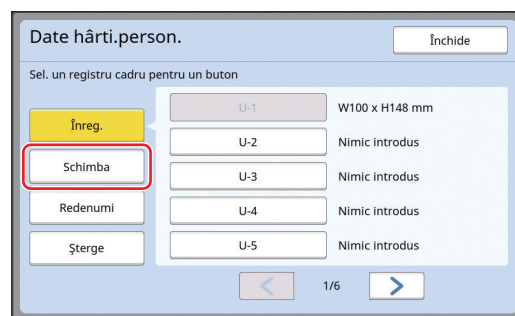 Date hârti.person.
Închide
Sel. un registru cadru pentru un buton
Înreg.
Schimba
Redenumi
Şterge
U-1 W100 x H148 mm
U-2 Nimic introdus
U-3 Nimic introdus
U-4 Nimic introdus
U-5 Nimic introdus
1/6